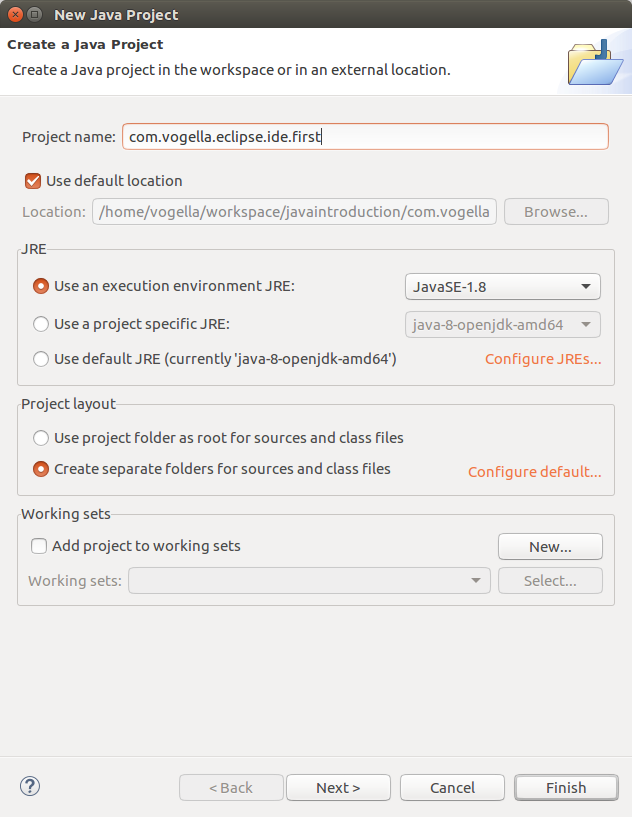 New Java Project
Create a Java Project
Create a Java project in the workspace or in an external location.
Project name: com.vogella.eclipse.ide.first
Use default location
Location: /home/vogella/workspace/javaintroduction/com.vogella Browse...
JRE
Use an execution environment JRE: JavaSE-1.8
Use a project specific JRE: java-8-openjdk-amd64
Use default JRE (currently 'java-8-openjdk-amd64') Configure JREs...
Project layout
Use project folder as root for sources and class files
Create separate folders for sources and class files Configure default...
Working sets
Add project to working sets New...
Working sets: Select...
? < Back Next > Cancel Finish